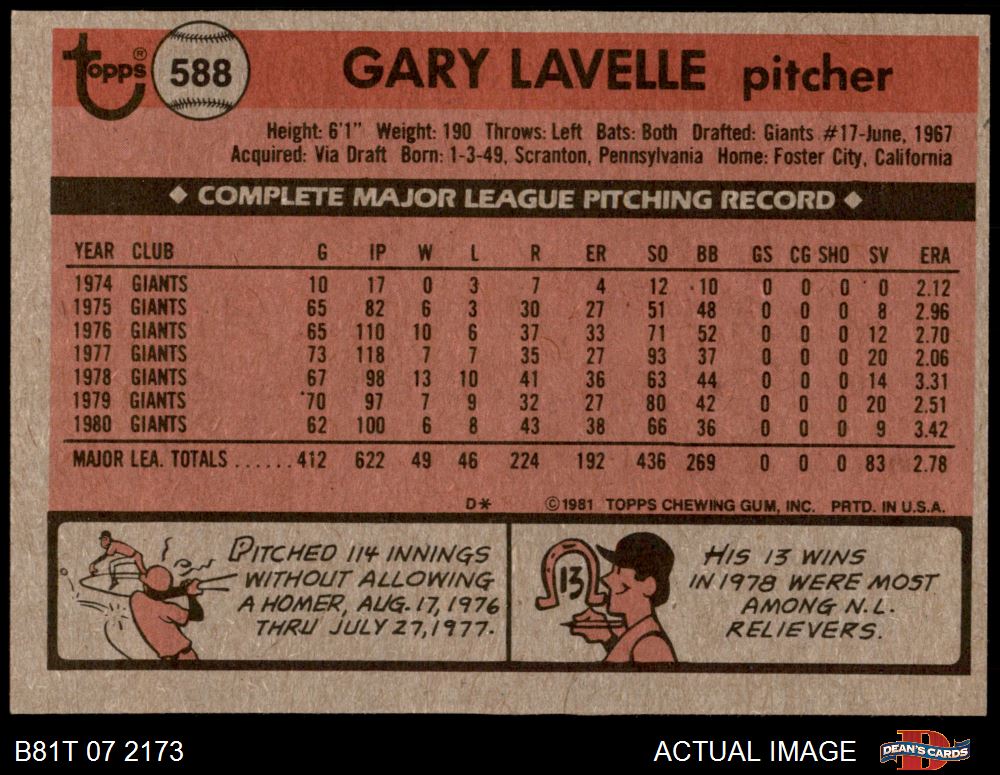 Topps® 588 GARY LAVELLE pitcher
Height: 6'1" Weight: 190 Throws: Left Bats: Both Drafted: Giants #17-June, 1967
Acquired: Via Draft Born: 1-3-49, Scranton, Pennsylvania Home: Foster City, California
◆ COMPLETE MAJOR LEAGUE PITCHING RECORD ◆
YEAR CLUB G IP W L R ER SO BB GS CG SHO SV ERA
1974 GIANTS 10 17 0 3 7 4 12 10 0 0 0 0 2.12
1975 GIANTS 65 82 6 3 30 27 51 48 0 0 0 8 2.96
1976 GIANTS 65 110 10 6 37 33 71 52 0 0 0 12 2.70
1977 GIANTS 73 118 7 7 35 27 93 37 0 0 0 20 2.06
1978 GIANTS 67 98 13 10 41 36 63 44 0 0 0 14 3.31
1979 GIANTS 70 97 7 9 32 27 80 42 0 0 0 20 2.51
1980 GIANTS 62 100 6 8 43 38 66 36 0 0 0 9 3.42
MAJOR LEA. TOTALS ......412 622 49 46 224 192 436 269 0 0 0 83 2.78
D* ©1981 TOPPS CHEWING GUM, INC. PRTD. IN U.S.A.
PITCHED 114 INNINGS
WITHOUT ALLOWING
A HOMER, AUG. 17, 1976
THRU JULY 27, 1977.
13
HIS 13 WINS
IN 1978 WERE MOST
AMONG N.L.
RELIEVERS.
B81T 07 2173 ACTUAL IMAGE D DEAN'S CARDS